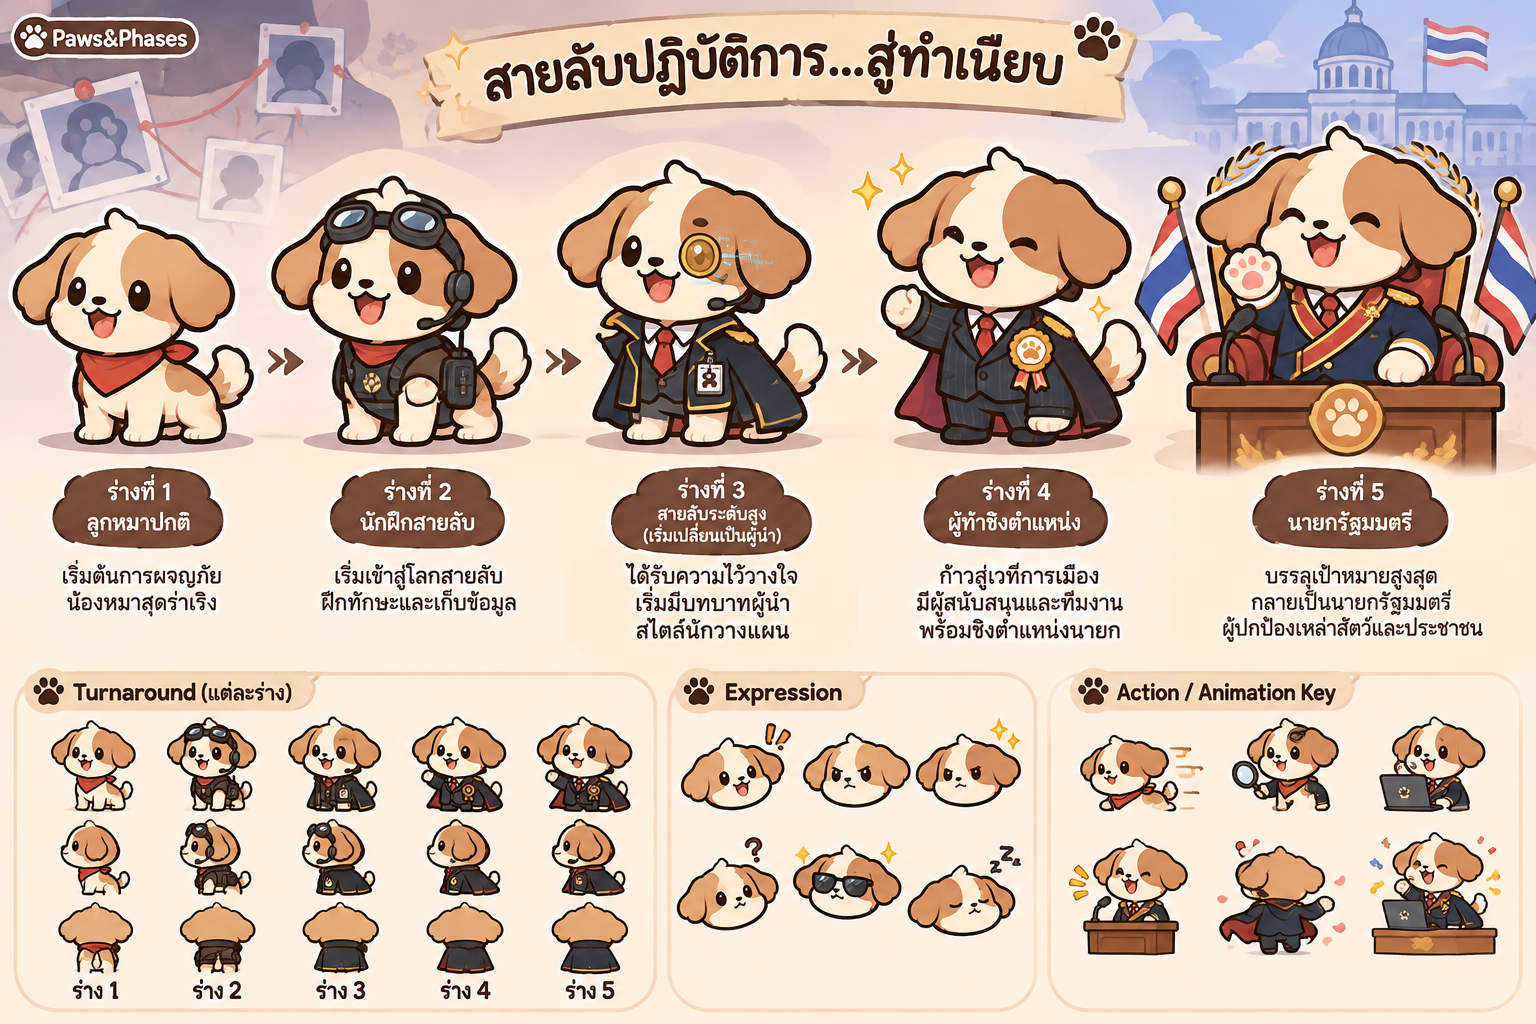 Paws&Phases
สายลับปฏิบัติการ...สู่ทำเนียบ
ร่างที่ 1
ลูกหมาปกติ
เริ่มต้นการผจญภัย
น้องหมาสุดร่าเริง
ร่างที่ 2
นักฝึกสายลับ
เริ่มเข้าสู่โลกสายลับ
ฝึกทักษะและเก็บข้อมูล
ร่างที่ 3
สายลับระดับสูง
(เริ่มเปลี่ยนเป็นผู้นำ)
ได้รับความไว้วางใจ
เริ่มมีบทบาทผู้นำ
สไตล์นักวางแผน
ร่างที่ 4
ผู้ท้าชิงตำแหน่ง
ก้าวสู่เวทีการเมือง
มีผู้สนับสนุนและทีมงาน
พร้อมชิงตำแหน่งนายก
ร่างที่ 5
นายกรัฐมมตรี
บรรลุเป้าหมายสูงสุด
กลายเป็นนายกรัฐมมตรี
ผู้ปกป้องเหล่าสัตว์และประชาชน
Turnaround (แต่ละร่าง)
ร่าง 1
ร่าง 2
ร่าง 3
ร่าง 4
ร่าง 5
Expression
!!
?
zZz
Action / Animation Key